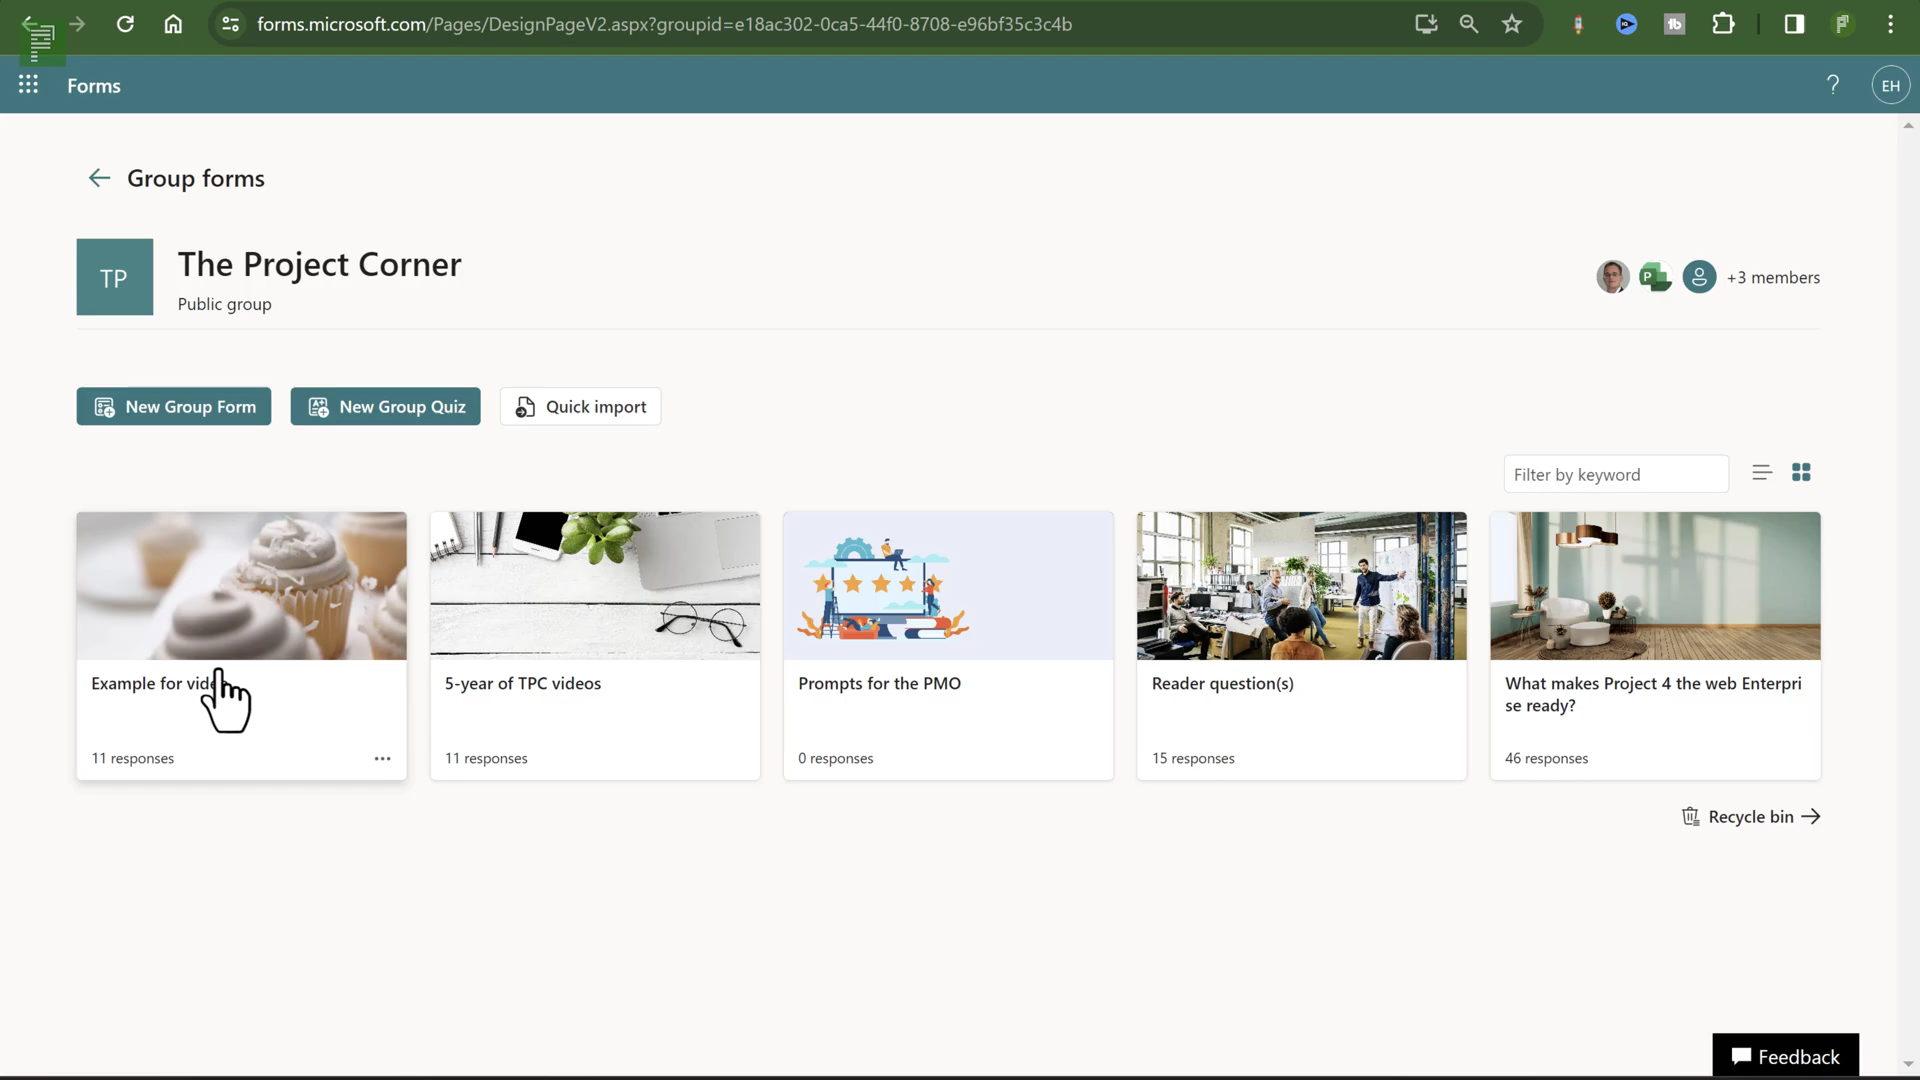 forms.microsoft.com/Pages/DesignPageV2.aspx?groupid=e18ac302-0ca5-44f0-8708-e96bf35c3c4b
Forms
?
EH
Group forms
TP
The Project Corner
Public group
P
+3 members
New Group Form
New Group Quiz
Quick import
Filter by keyword
Example for
11 responses
5-year of TPC videos
11 responses
Prompts for the PMO
0 responses
Reader question(s)
15 responses
What makes Project 4 the web Enterpri
se ready?
46 responses
Recycle bin
Feedback